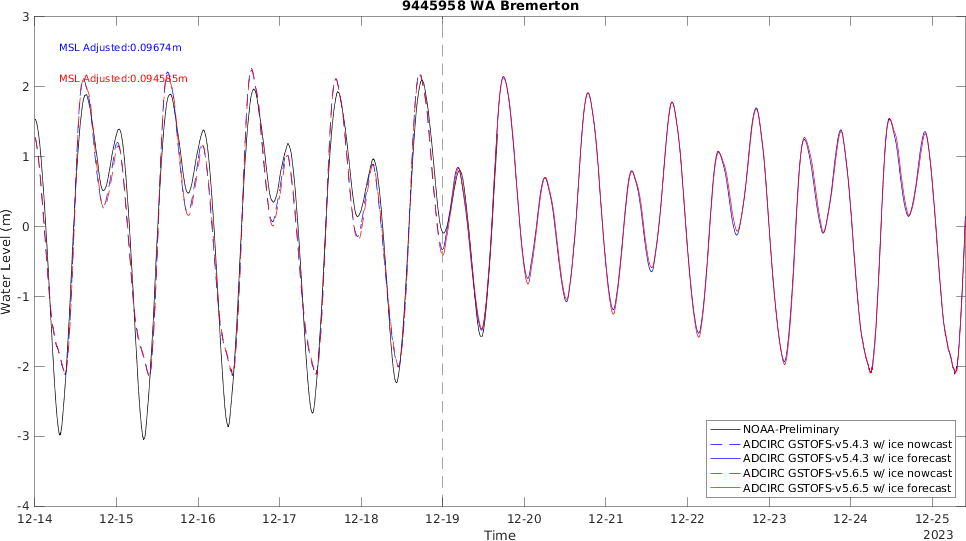 9445958 WA Bremerton
3
2
1
0
-1
-2
-3
-4
Water Level (m)
MSL Adjusted:0.09674m
MSL Adjusted:0.094535m
NOAA-Preliminary
ADCIRC GSTOFS-v5.4.3 w/ ice nowcast
ADCIRC GSTOFS-v5.4.3 w/ ice forecast
ADCIRC GSTOFS-v5.6.5 w/ ice nowcast
ADCIRC GSTOFS-v5.6.5 w/ ice forecast
12-14 12-15 12-16 12-17 12-18 12-19 12-20 12-21 12-22 12-23 12-24 12-25
Time
2023